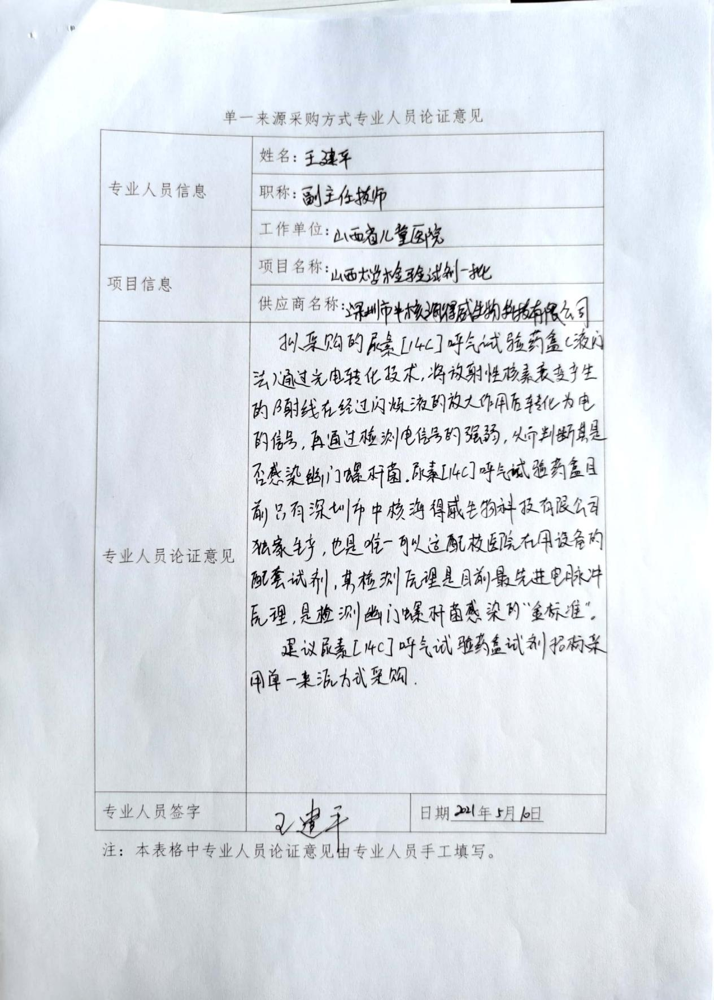 单一来源采购方式专业人员论证意见
专业人员信息
姓名：王建平
职称：副主任技师
工作单位：山西省儿童医院
项目信息
项目名称：山西大学检验试剂一批
供应商名称：深圳市中核海得威生物科技有限公司
专业人员论证意见
拟采购的尿素[14C]呼气试验药盒（液闪
法）通过光电转化技术，将放射性核素衰变产生
的β射线在经过闪烁液的放大作用后转化为电
的信号，再通过检测电信号的强弱，从而判断其是
否感染幽门螺杆菌。尿素[14C]呼气试验药盒目
前只有深圳市中核海得威生物科技有限公司
独家生产，也是唯一可以适配校医院在用设备的
配套试剂，其检测原理是目前最先进电脉冲
原理，是检测幽门螺杆菌感染的“金标准”。
建议尿素[14C]呼气试验药盒试剂招标采
用单一来源方式采购.
专业人员签字
王建平
日期 2021年5月10日
注：本表格中专业人员论证意见由专业人员手工填写。